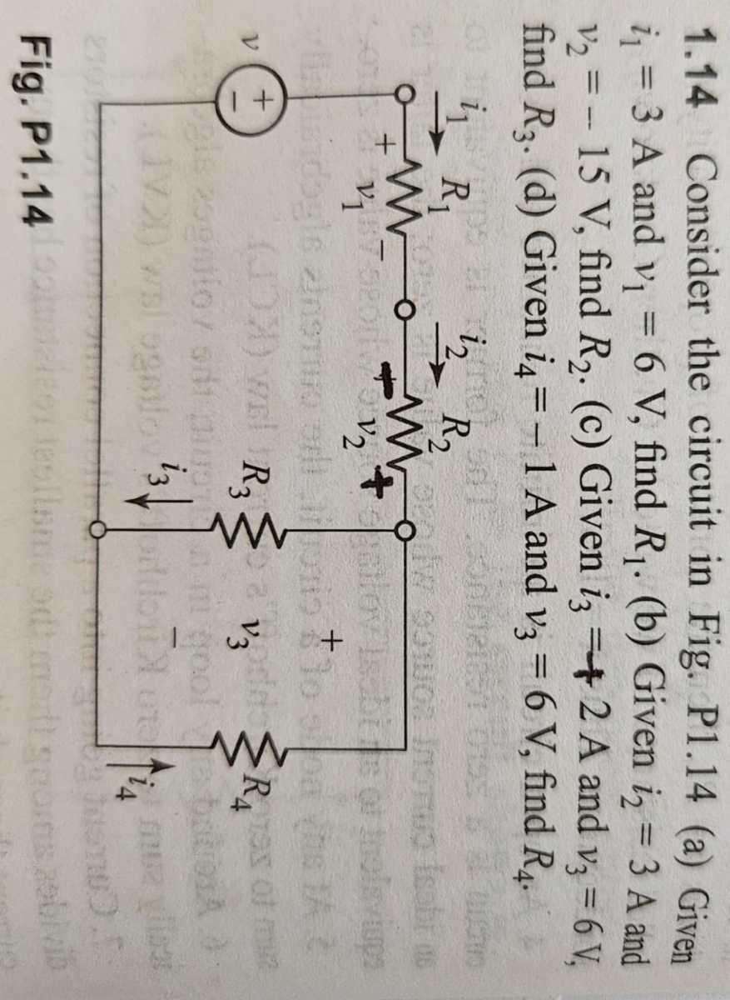 1.14 Consider the circuit in Fig. P1.14 (a) Given
i₁ = 3 A and v₁ = 6 V, find R₁. (b) Given i₂ = 3 A and
v₂ = – 15 V, find R₂. (c) Given i₃ = + 2 A and v₃ = 6 V,
find R₃. (d) Given i₄ = – 1 A and v₃ = 6 V, find R₄.
i₁ R₁ i₂ R₂
+ v₁ – – v₂ +
v + –
R₃ i₃
+ v₃ –
R₄ i₄
Fig. P1.14